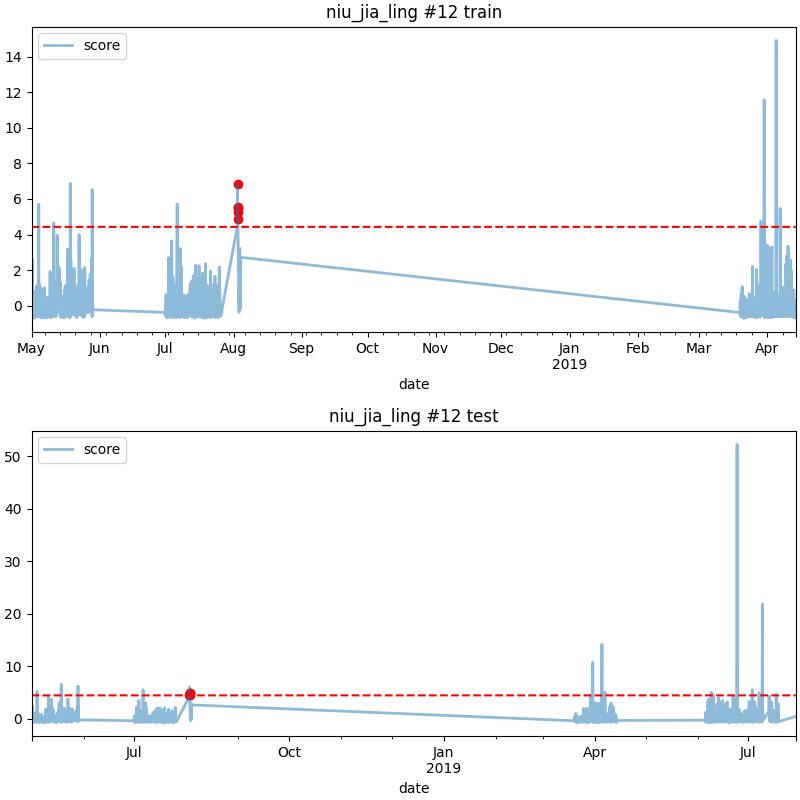 niu_jia_ling #12 train
score
14
12
10
8
6
4
2
0
May Jun Jul Aug Sep Oct Nov Dec Jan Feb Mar Apr
2019
date
niu_jia_ling #12 test
score
50
40
30
20
10
0
Jul Oct Jan Apr Jul
2019
date